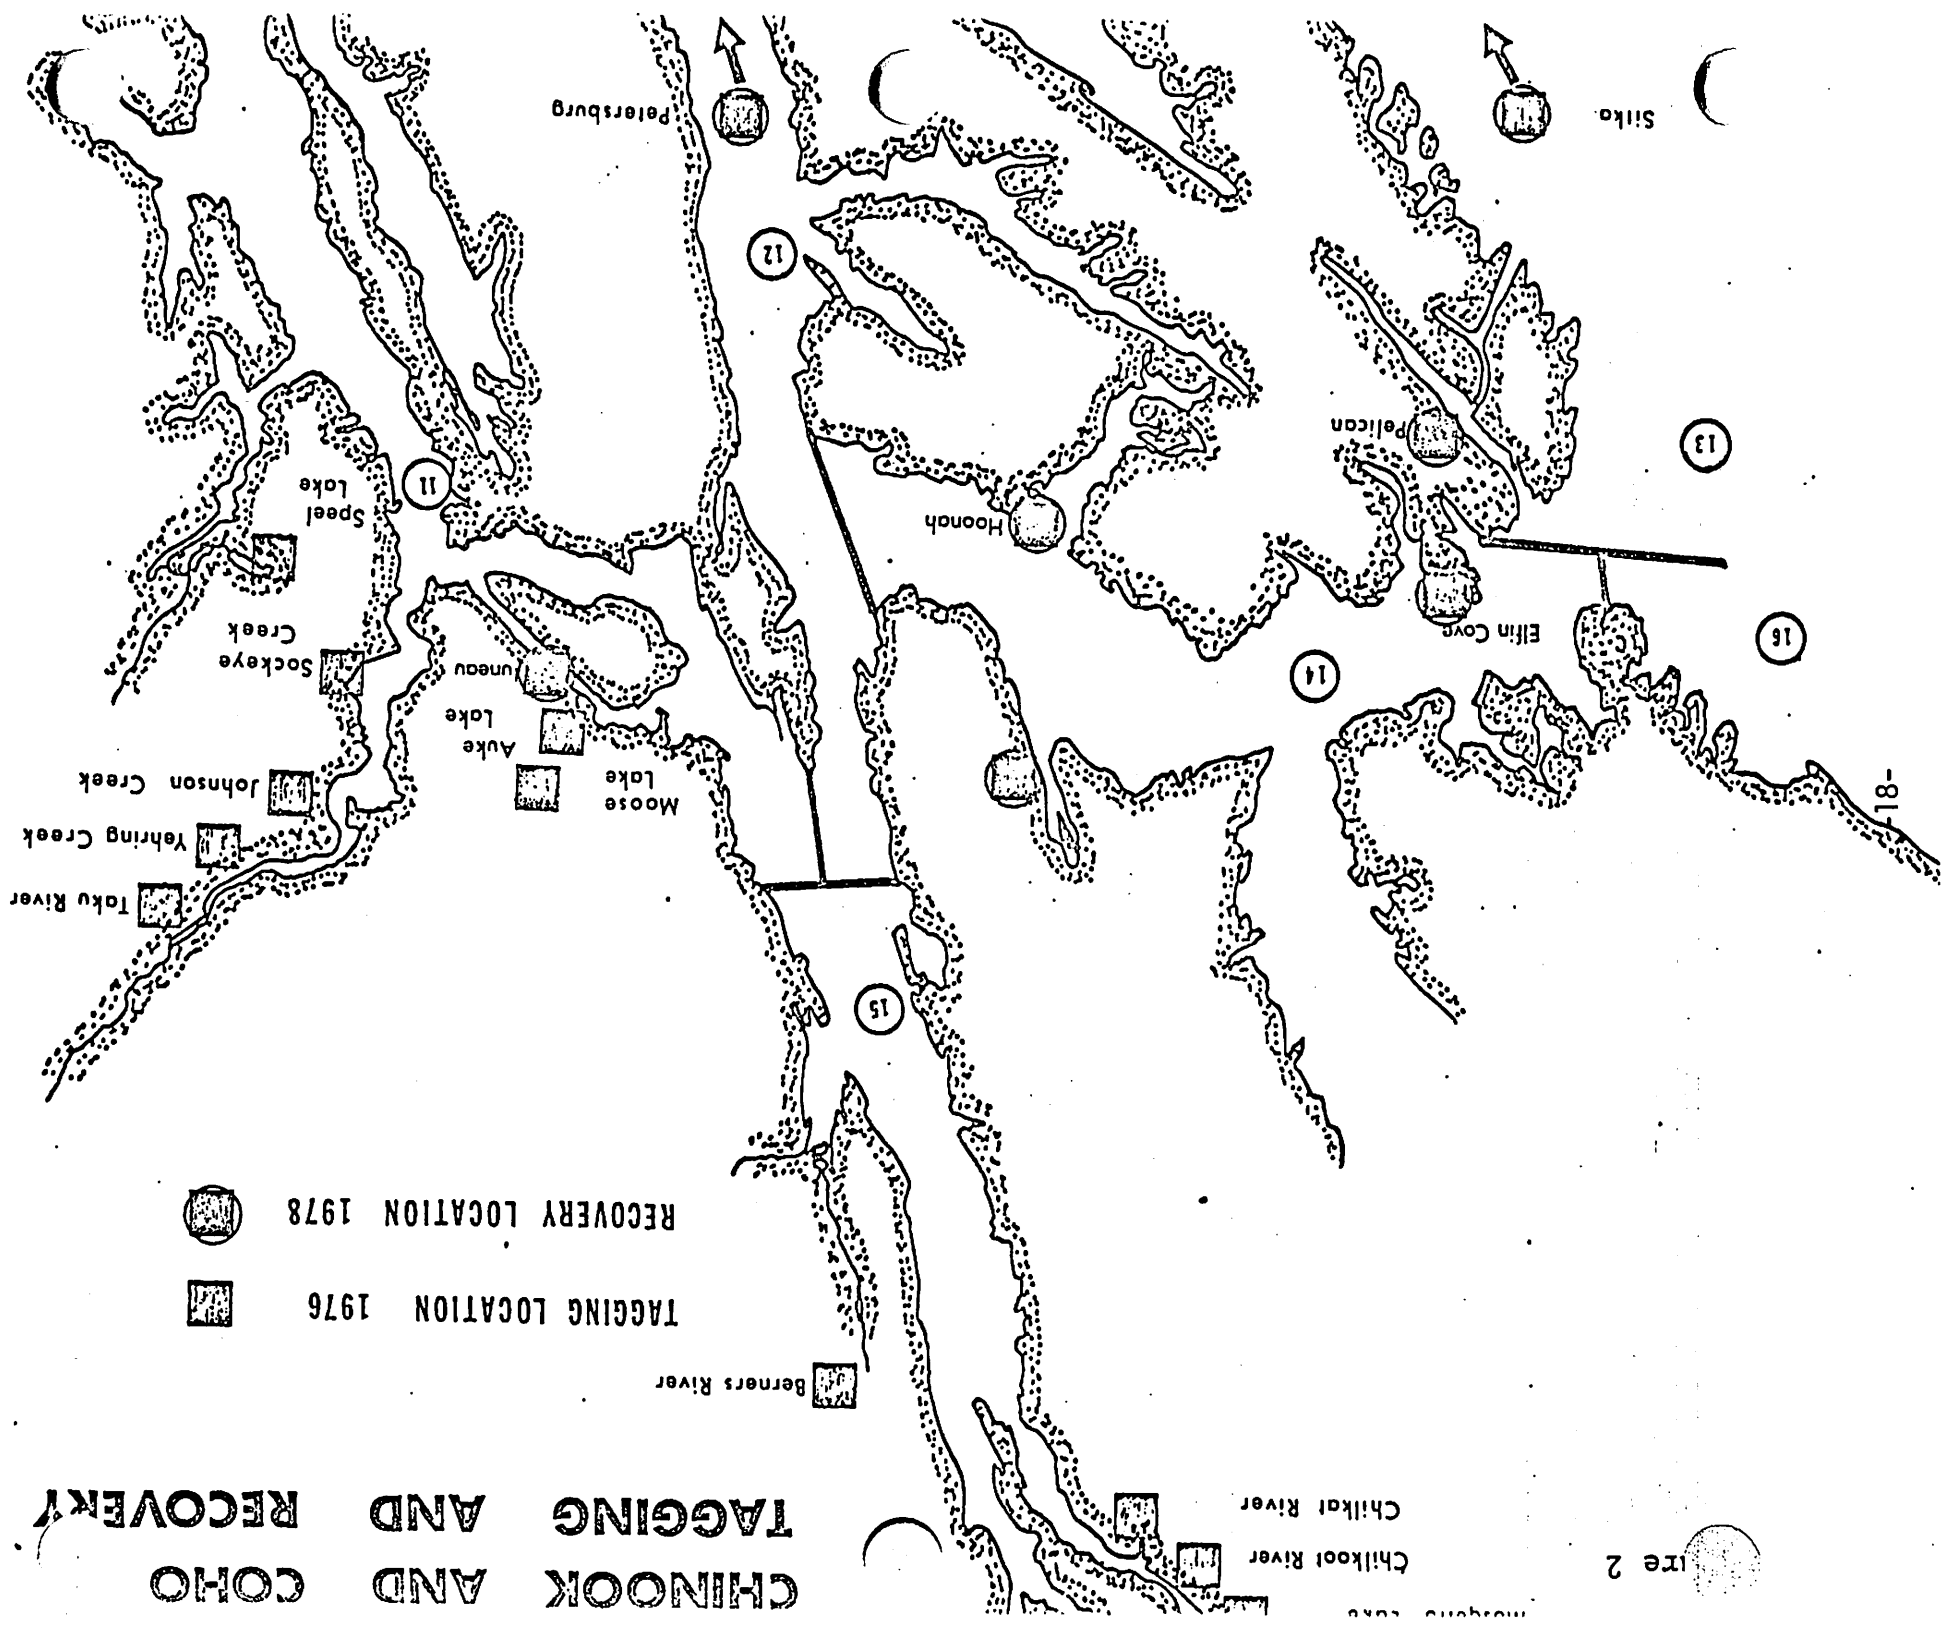 ure 2
CHINOOK AND COHO
TAGGING AND RECOVERY
Chilkoot River
Chilkat River
Berners River
TAGGING LOCATION 1976
RECOVERY LOCATION 1978
15
Taku River
Yehring Creek
Johnson Creek
Moose
Lake
Auke
Lake
Juneau
Sockeye
Creek
Speel
Lake
14
16
Elfin Cove
Hoonah
11
13
Pelican
12
Sitka
Petersburg
-18-